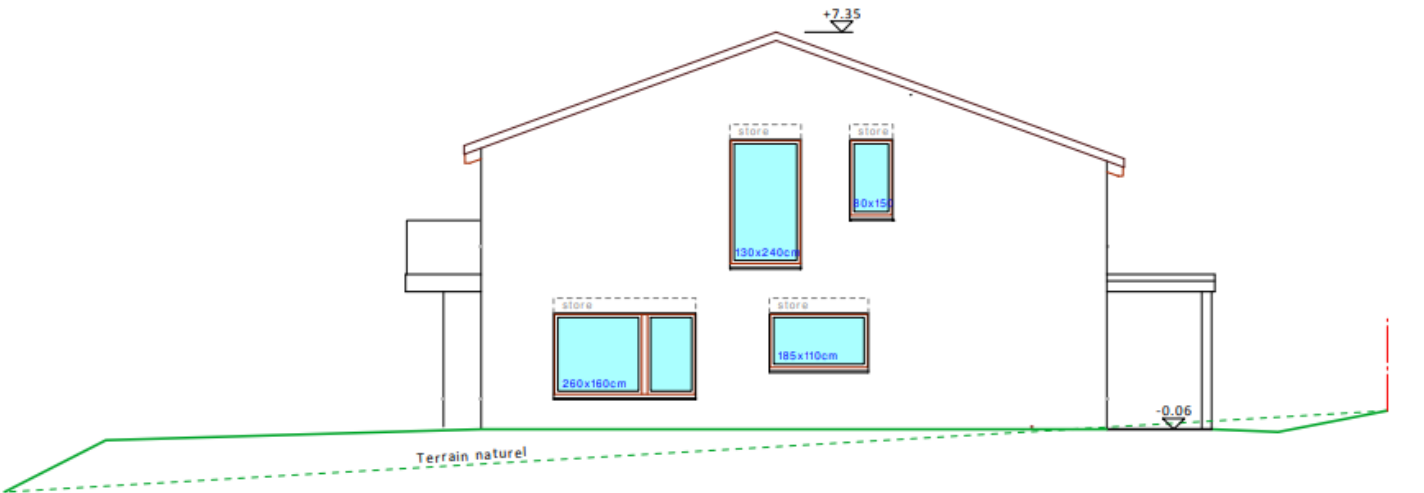 +7.35
store
store
80x150
130x240cm
store
store
185x110cm
260x160cm
-0.06
Terrain naturel